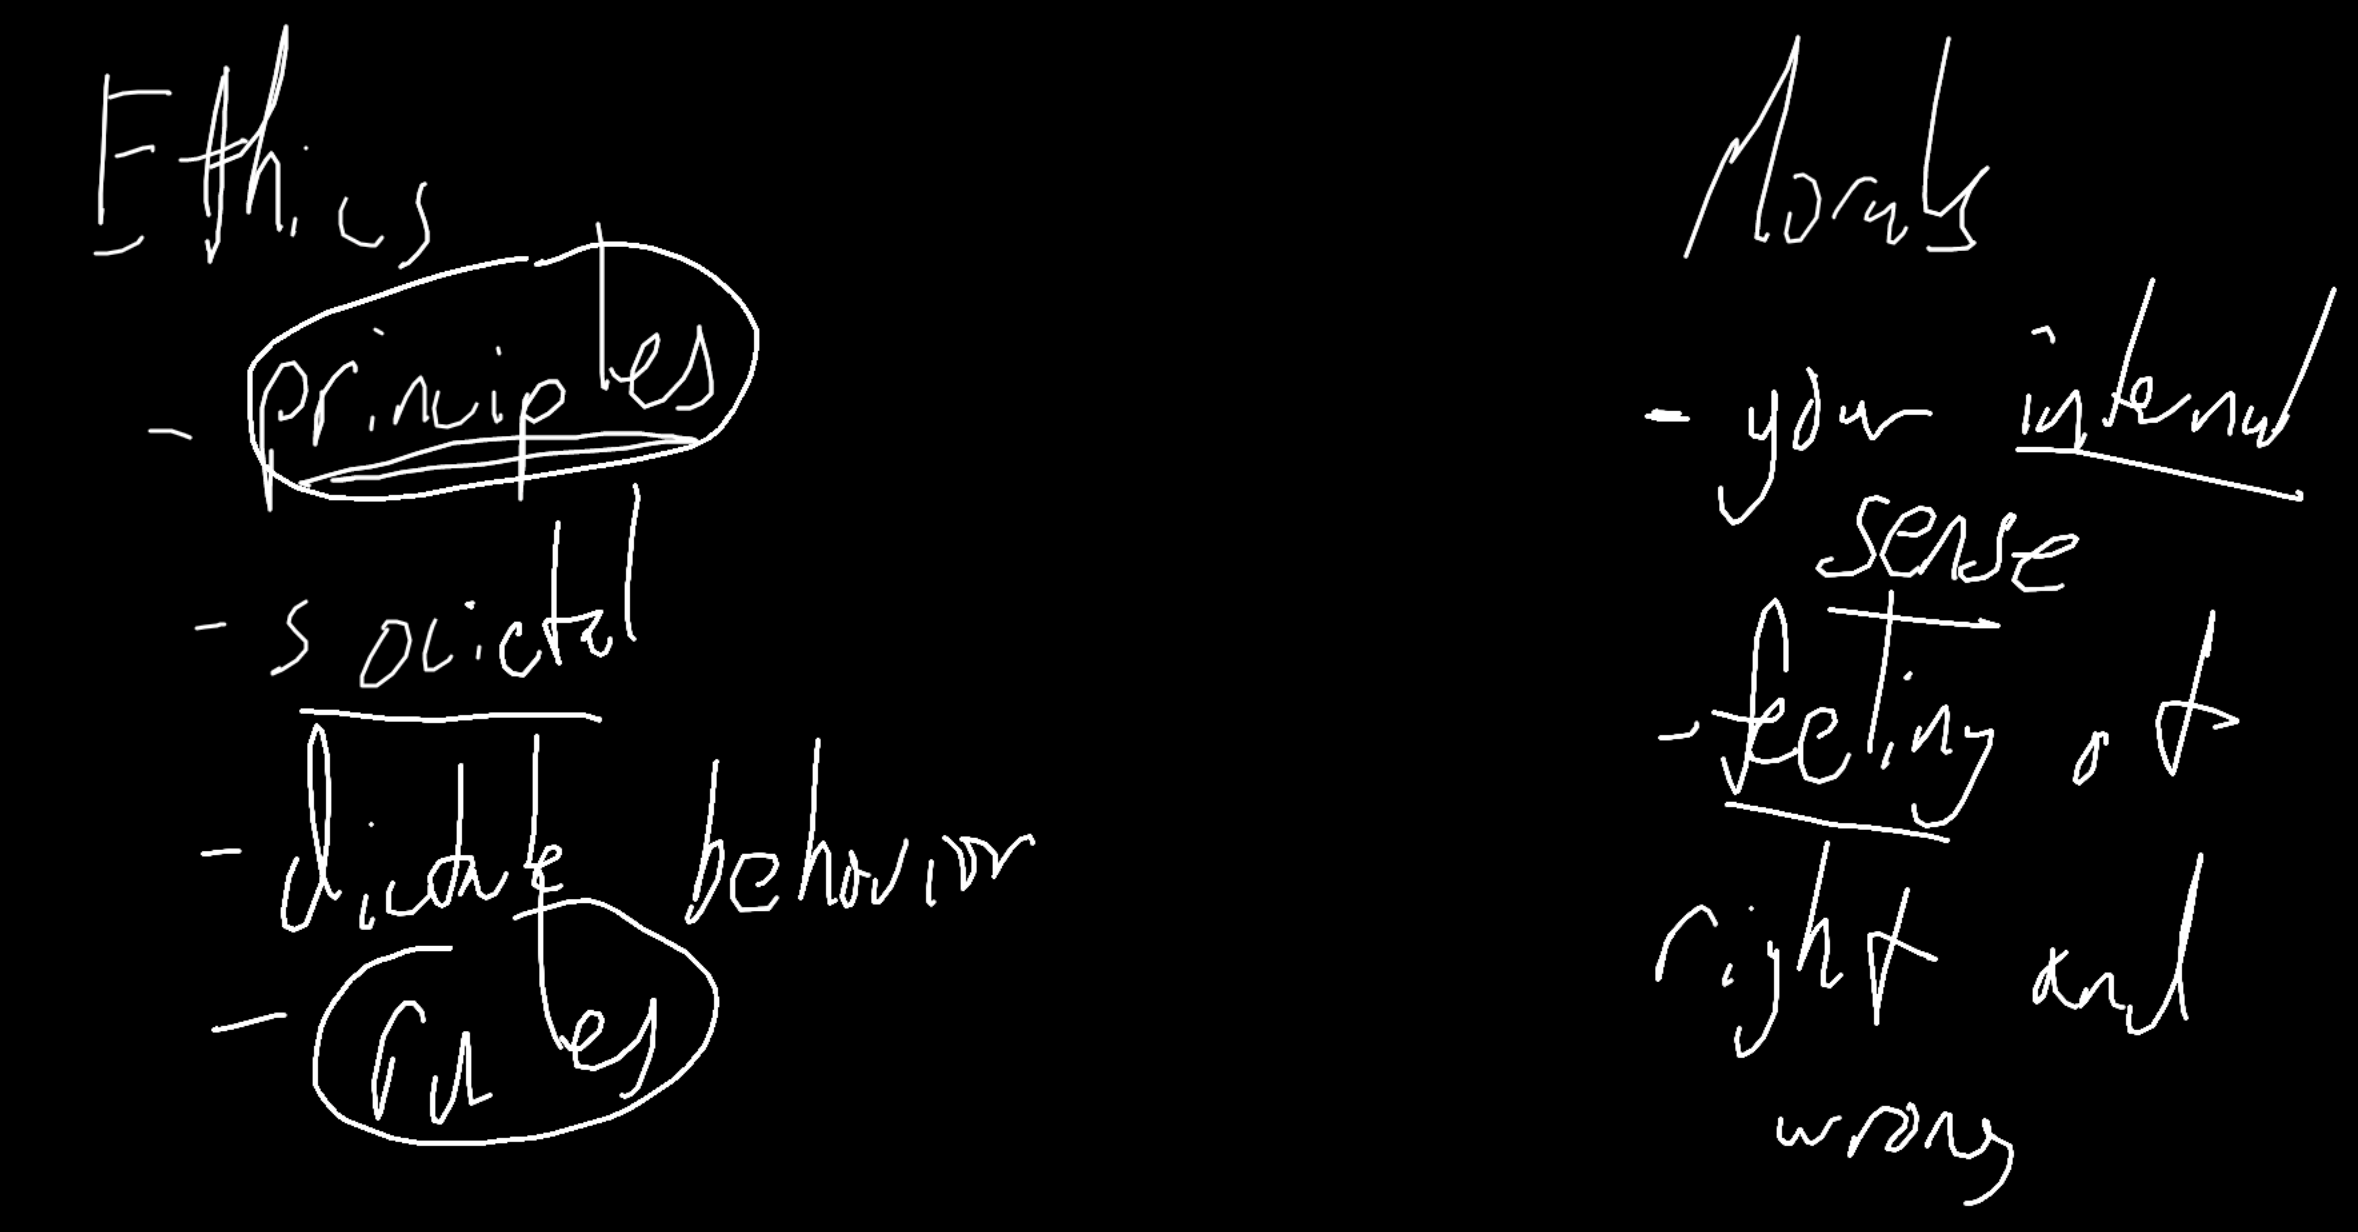 Ethics
- principles
- societal
- dictate behavior
- rules
Morals
- your internal
sense
- feeling of
right and
wrong